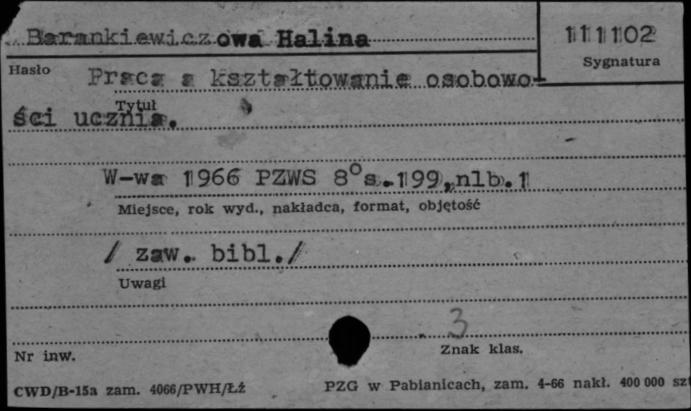 Barankiewiczowa Halina
111102
Sygnatura
Hasło
Praca a kształtowanie osobowo-
Tytuł
ści ucznia.
W-wa 1966 PZWS 8° s.199,nlb.1
Miejsce, rok wyd., nakładca, format, objętość
/ zaw. bibl./
Uwagi
3
Nr inw.
Znak klas.
CWD/B-15a zam. 4066/PWH/Łź
PZG w Pabianicach, zam. 4-66 nakł. 400 000 szt